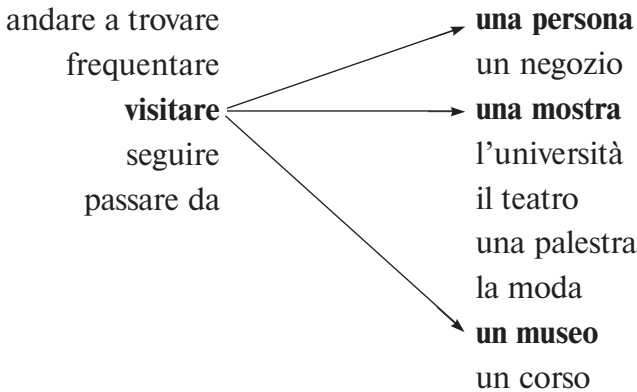 andare a trovare
frequentare
visitare
seguire
passare da
una persona
un negozio
una mostra
l'università
il teatro
una palestra
la moda
un museo
un corso